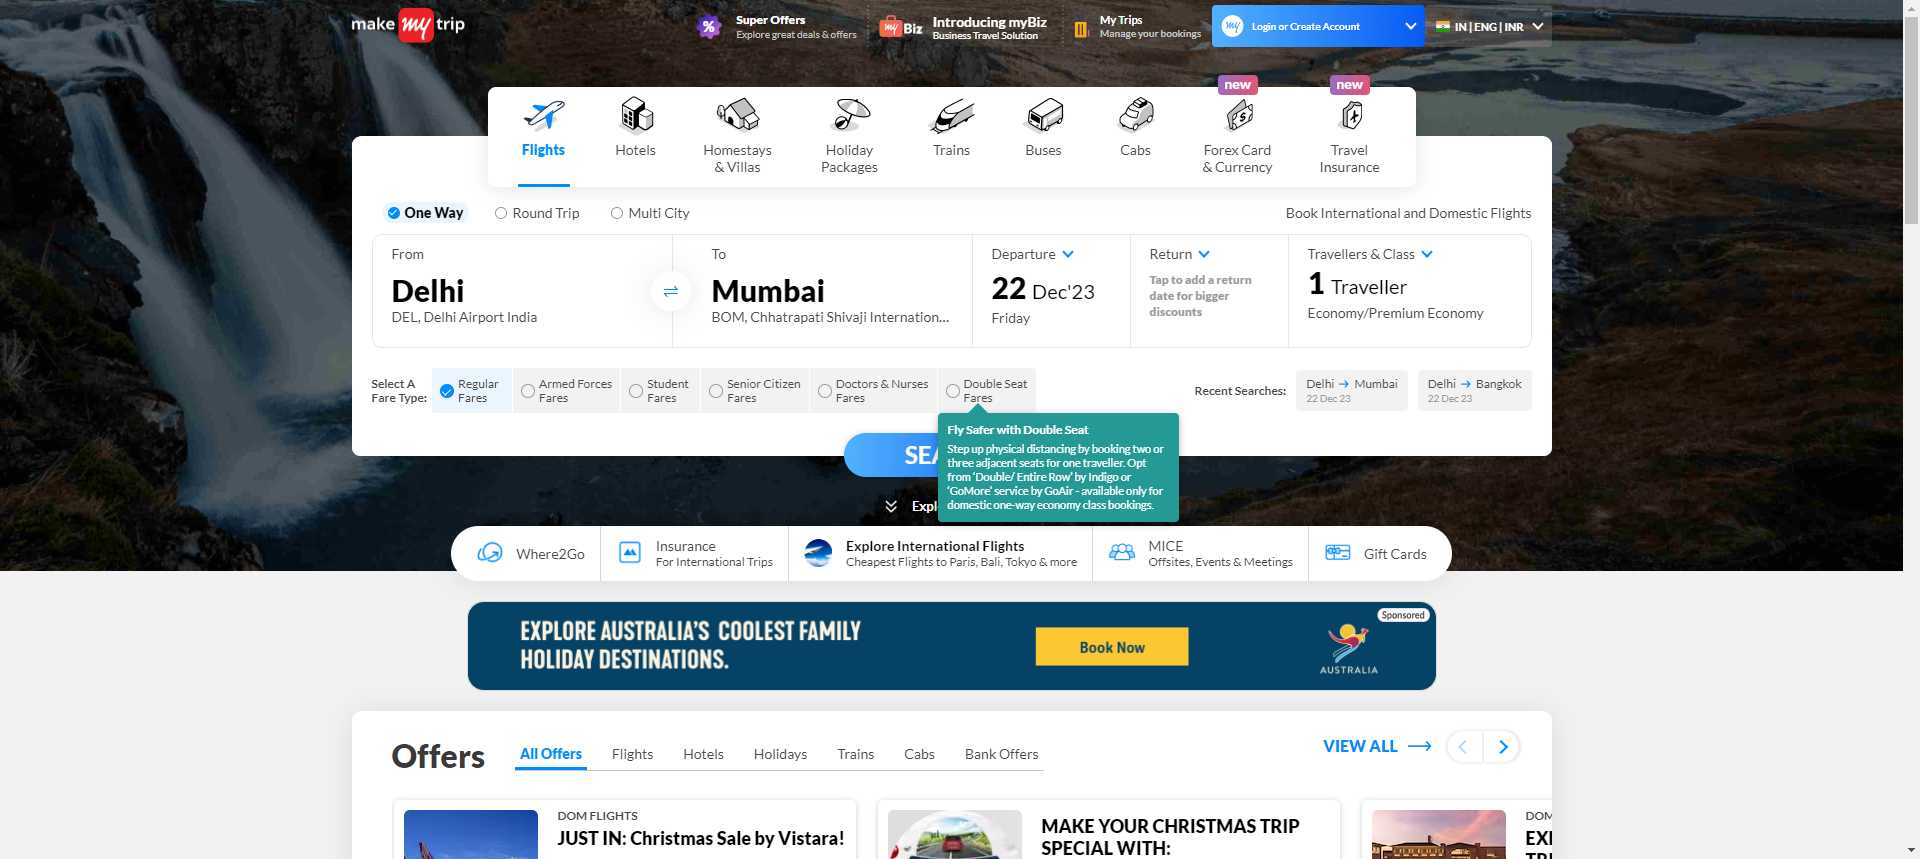 make my trip
%
Super Offers
Explore great deals & offers
my Biz
Introducing myBiz
Business Travel Solution
My Trips
Manage your bookings
my
Login or Create Account
IN | ENG | INR
new
new
Flights
Hotels
Homestays
& Villas
Holiday
Packages
Trains
Buses
Cabs
Forex Card
& Currency
Travel
Insurance
One Way
Round Trip
Multi City
Book International and Domestic Flights
From
Delhi
DEL, Delhi Airport India
To
Mumbai
BOM, Chhatrapati Shivaji Internation...
Departure
22 Dec'23
Friday
Return
Tap to add a return
date for bigger
discounts
Travellers & Class
1 Traveller
Economy/Premium Economy
Select A
Fare Type:
Regular
Fares
Armed Forces
Fares
Student
Fares
Senior Citizen
Fares
Doctors & Nurses
Fares
Double Seat
Fares
Recent Searches:
Delhi → Mumbai
22 Dec 23
Delhi → Bangkok
22 Dec 23
SEA
Fly Safer with Double Seat
Step up physical distancing by booking two or
three adjacent seats for one traveller. Opt
from 'Double/ Entire Row' by Indigo or
'GoMore' service by GoAir - available only for
domestic one-way economy class bookings.
Expl
Where2Go
Insurance
For International Trips
Explore International Flights
Cheapest Flights to Paris, Bali, Tokyo & more
MICE
Offsites, Events & Meetings
Gift Cards
EXPLORE AUSTRALIA'S COOLEST FAMILY
HOLIDAY DESTINATIONS.
Book Now
Sponsored
AUSTRALIA
Offers
All Offers
Flights
Hotels
Holidays
Trains
Cabs
Bank Offers
VIEW ALL
DOM FLIGHTS
JUST IN: Christmas Sale by Vistara!
MAKE YOUR CHRISTMAS TRIP
SPECIAL WITH:
DOM